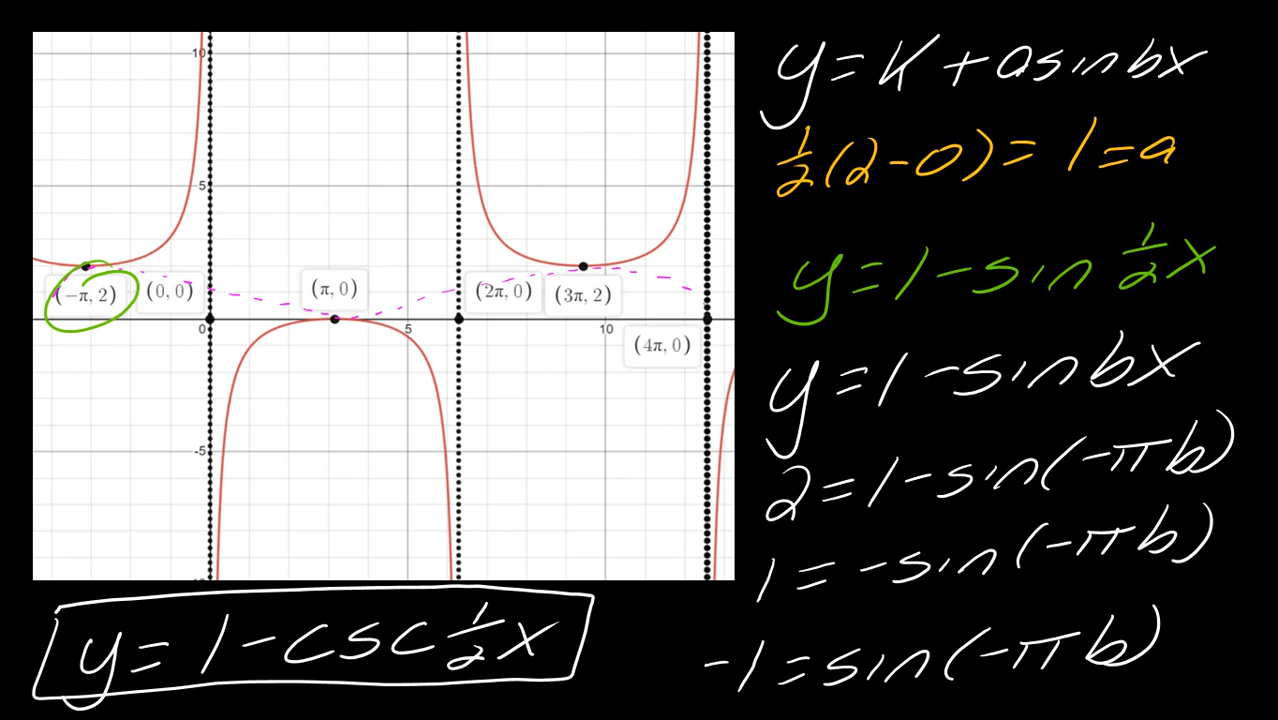 10
5
(−π, 2)
(0, 0)
(π, 0)
(2π, 0)
(3π, 2)
0
5
10
(4π, 0)
-5
y = 1 - csc ½x
y = K + a sin bx
½(2 - 0) = 1 = a
y = 1 - sin ½x
y = 1 - sin bx
2 = 1 - sin(-πb)
1 = -sin(-πb)
-1 = sin(-πb)